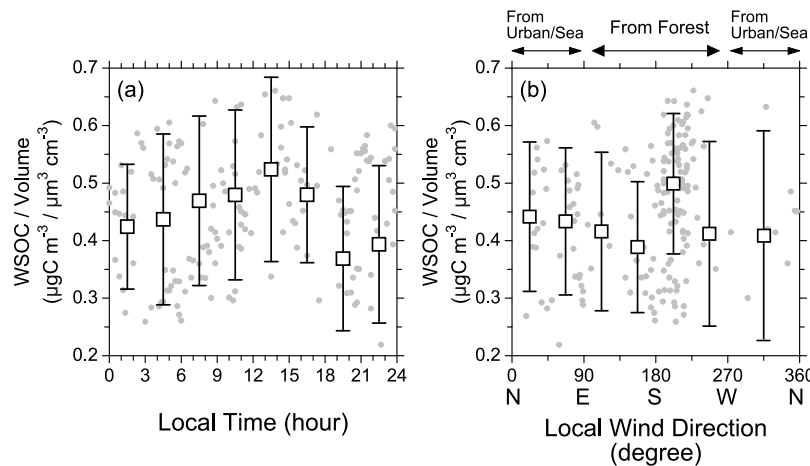 From
Urban/Sea
From Forest
From
Urban/Sea
(a)
0.7
0.6
0.5
0.4
0.3
0.2
WSOC / Volume
(µgC m⁻³ / µm³ cm⁻³)
0 3 6 9 12 15 18 21 24
Local Time (hour)
(b)
0.7
0.6
0.5
0.4
0.3
0.2
WSOC / Volume
(µgC m⁻³ / µm³ cm⁻³)
0 90 180 270 360
N E S W N
Local Wind Direction
(degree)